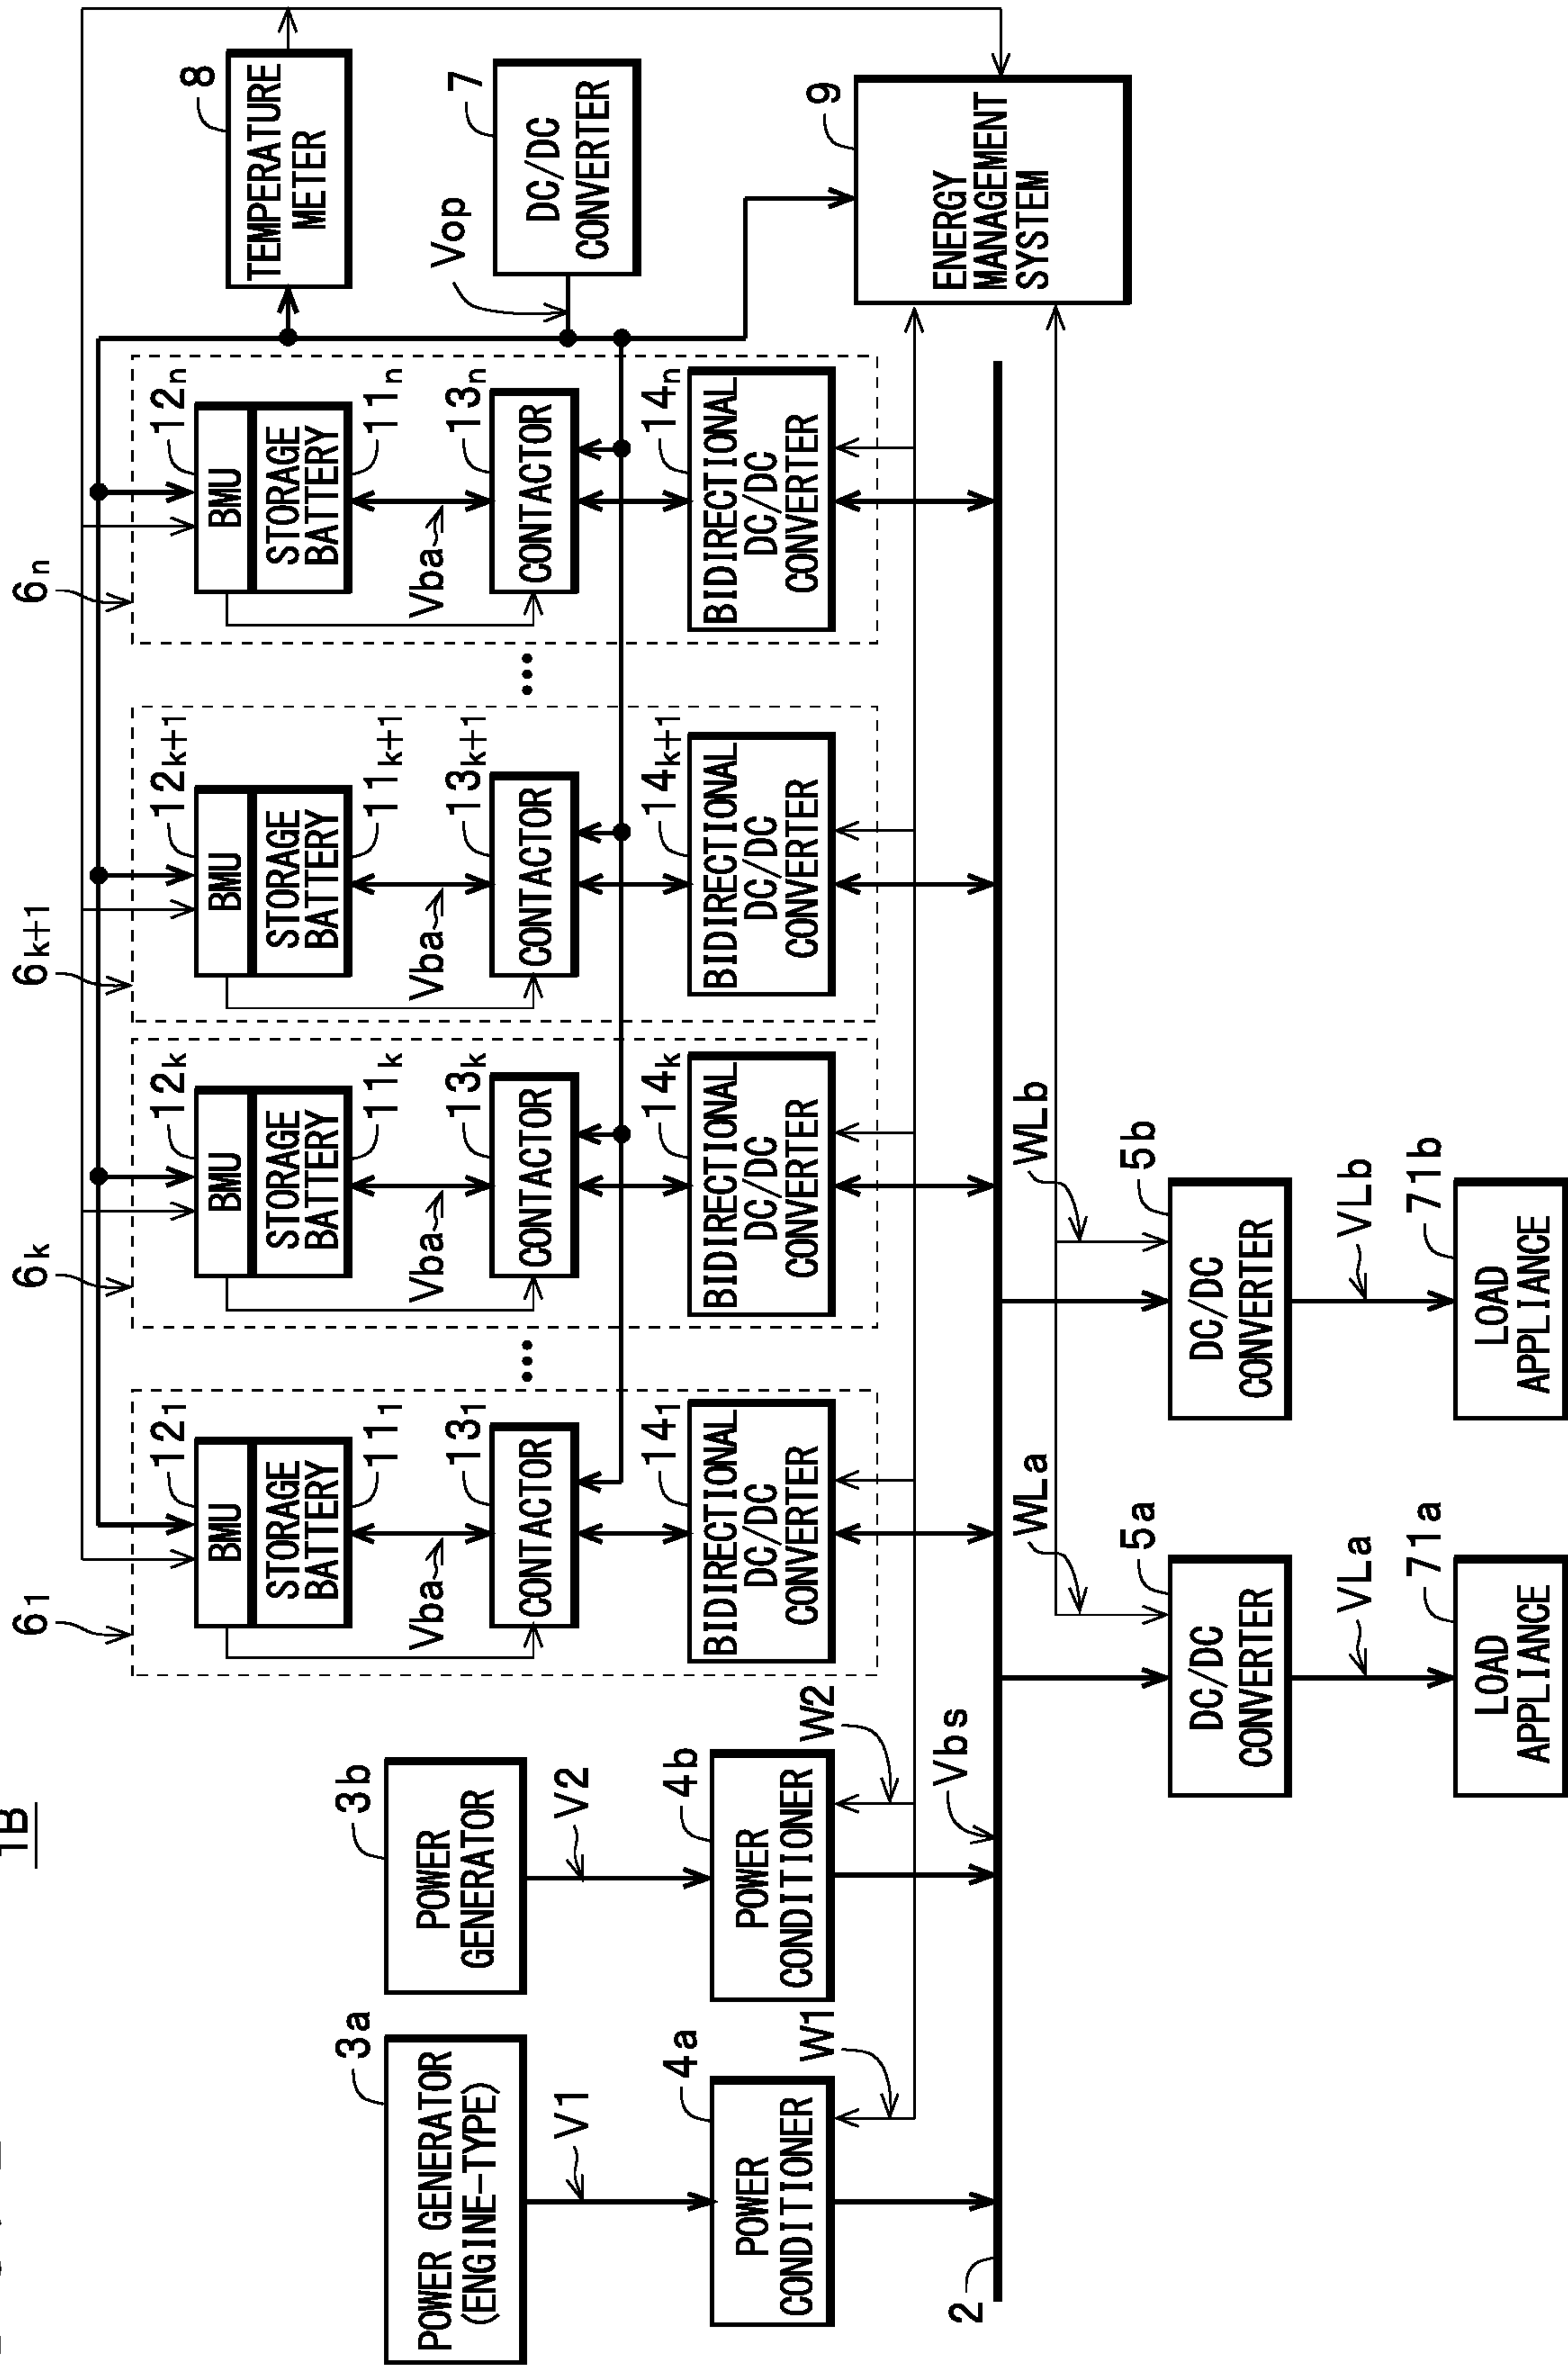 1B
3a
POWER GENERATOR
(ENGINE-TYPE)
V1
4a
POWER
CONDITIONER
W1
2
3b
POWER
GENERATOR
V2
4b
POWER
CONDITIONER
W2
Vbs
61
121
BMU
STORAGE
BATTERY
111
Vba
131
CONTACTOR
141
BIDIRECTIONAL
DC/DC
CONVERTER
...
6k
12k
BMU
STORAGE
BATTERY
11k
Vba
13k
CONTACTOR
14k
BIDIRECTIONAL
DC/DC
CONVERTER
6k+1
12k+1
BMU
STORAGE
BATTERY
11k+1
Vba
13k+1
CONTACTOR
14k+1
BIDIRECTIONAL
DC/DC
CONVERTER
...
6n
12n
BMU
STORAGE
BATTERY
11n
Vba
13n
CONTACTOR
14n
BIDIRECTIONAL
DC/DC
CONVERTER
8
TEMPERATURE
METER
Vop
7
DC/DC
CONVERTER
9
ENERGY
MANAGEMENT
SYSTEM
WLa
5a
DC/DC
CONVERTER
VLa
71a
LOAD
APPLIANCE
WLb
5b
DC/DC
CONVERTER
VLb
71b
LOAD
APPLIANCE